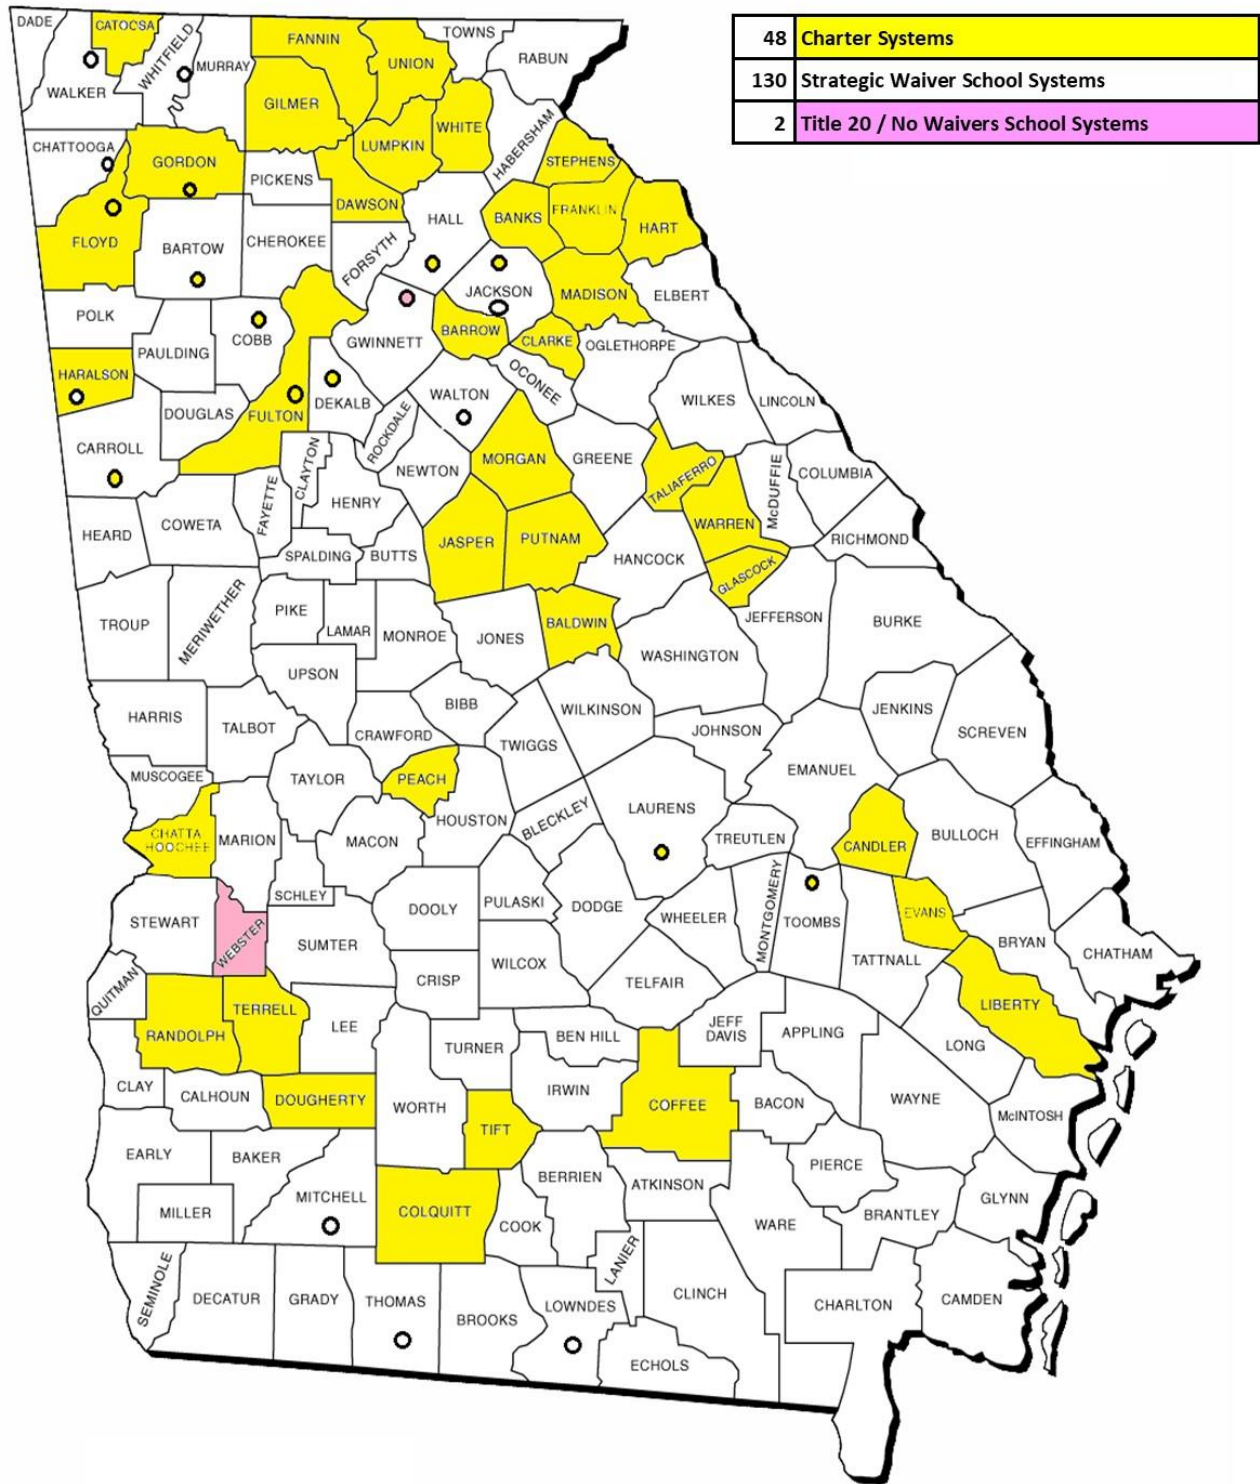 48 Charter Systems
130 Strategic Waiver School Systems
2 Title 20 / No Waivers School Systems
DADE
CATOOSA
WHITFIELD
MURRAY
FANNIN
UNION
TOWNS
RABUN
WALKER
GILMER
WHITE
HABERSHAM
CHATTOOGA
GORDON
PICKENS
LUMPKIN
STEPHENS
DAWSON
HALL
BANKS
FRANKLIN
HART
FLOYD
BARTOW
CHEROKEE
FORSYTH
JACKSON
MADISON
ELBERT
POLK
PAULDING
COBB
GWINNETT
BARROW
CLARKE
OGLETHORPE
HARALSON
DOUGLAS
FULTON
DEKALB
WALTON
OCONEE
WILKES
LINCOLN
CARROLL
CLAYTON
ROCKDALE
NEWTON
MORGAN
GREENE
TALIAFERRO
McDUFFIE
COLUMBIA
HEARD
COWETA
FAYETTE
HENRY
SPALDING
BUTTS
JASPER
PUTNAM
HANCOCK
WARREN
GLASCOCK
RICHMOND
TROUP
MERIWETHER
PIKE
LAMAR
MONROE
JONES
BALDWIN
WASHINGTON
JEFFERSON
BURKE
UPSON
HARRIS
TALBOT
CRAWFORD
BIBB
TWIGGS
WILKINSON
JOHNSON
JENKINS
SCREVEN
MUSCOGEE
TAYLOR
PEACH
HOUSTON
BLECKLEY
LAURENS
EMANUEL
CHATTA
HOOCHEE
MARION
MACON
TREUTLEN
CANDLER
BULLOCH
EFFINGHAM
SCHLEY
STEWART
WEBSTER
SUMTER
DOOLY
PULASKI
DODGE
WHEELER
MONTGOMERY
TOOMBS
EVANS
BRYAN
CHATHAM
TATTNALL
QUITMAN
CRISP
WILCOX
TELFAIR
RANDOLPH
TERRELL
LEE
TURNER
BEN HILL
JEFF
DAVIS
APPLING
LIBERTY
LONG
CLAY
CALHOUN
DOUGHERTY
WORTH
TIFT
IRWIN
COFFEE
BACON
WAYNE
McINTOSH
EARLY
BAKER
MILLER
MITCHELL
COLQUITT
COOK
BERRIEN
ATKINSON
PIERCE
WARE
BRANTLEY
GLYNN
SEMINOLE
DECATUR
GRADY
THOMAS
BROOKS
LOWNDES
LANIER
CLINCH
ECHOLS
CHARLTON
CAMDEN